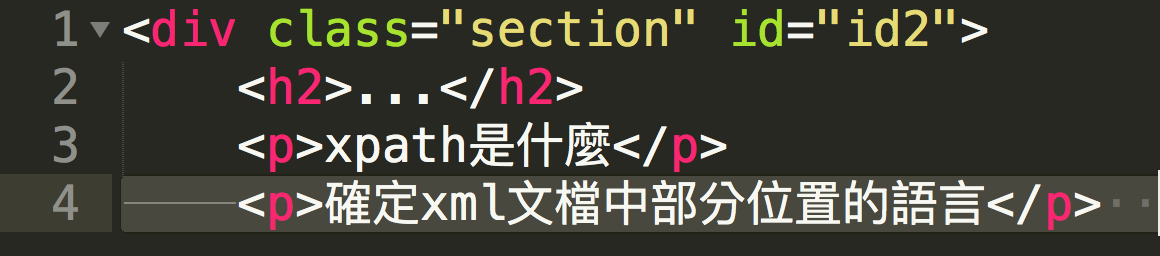 1 <div class="section" id="id2">
2 <h2>...</h2>
3 <p>xpath是什麼</p>
4 <p>確定xml文檔中部分位置的語言</p>